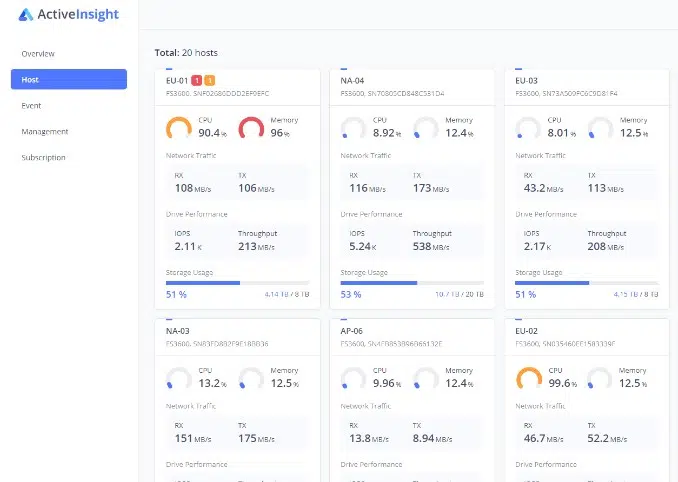 ActiveInsight
Overview
Host
Event
Management
Subscription
Total: 20 hosts
EU-01
FS3600,
CPU 90.4 %
Memory 96 %
Network Traffic
RX 108 MB/s
TX 106 MB/s
Drive Performance
IOPS 2.11 K
Throughput 213 MB/s
Storage Usage
51 % 4.14 TB / 8 TB
NA-04
FS3600,
CPU 8.92 %
Memory 12.4 %
Network Traffic
RX 116 MB/s
TX 173 MB/s
Drive Performance
IOPS 5.24 K
Throughput 538 MB/s
Storage Usage
53 % 10.7 TB / 20 TB
EU-03
FS3600,
CPU 8.01 %
Memory 12.5 %
Network Traffic
RX 43.2 MB/s
TX 113 MB/s
Drive Performance
IOPS 2.17 K
Throughput 208 MB/s
Storage Usage
51 % 4.15 TB / 8 TB
NA-03
FS3600,
CPU 13.2 %
Memory 12.5 %
Network Traffic
RX 151 MB/s
TX 175 MB/s
Drive Performance
AP-06
FS3600,
CPU 9.96 %
Memory 12.4 %
Network Traffic
RX 13.8 MB/s
TX 8.94 MB/s
Drive Performance
EU-02
FS3600,
CPU 99.6 %
Memory 12.5 %
Network Traffic
RX 46.7 MB/s
TX 52.2 MB/s
Drive Performance